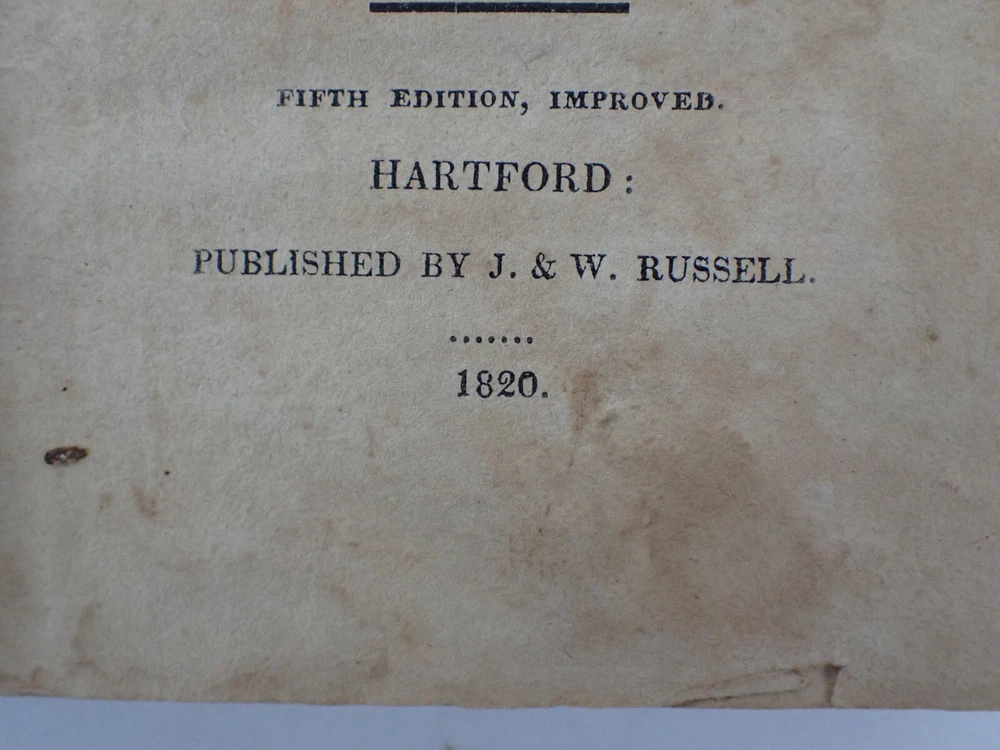 FIFTH EDITION, IMPROVED.
HARTFORD:
PUBLISHED BY J. & W. RUSSELL.
.......
1820.